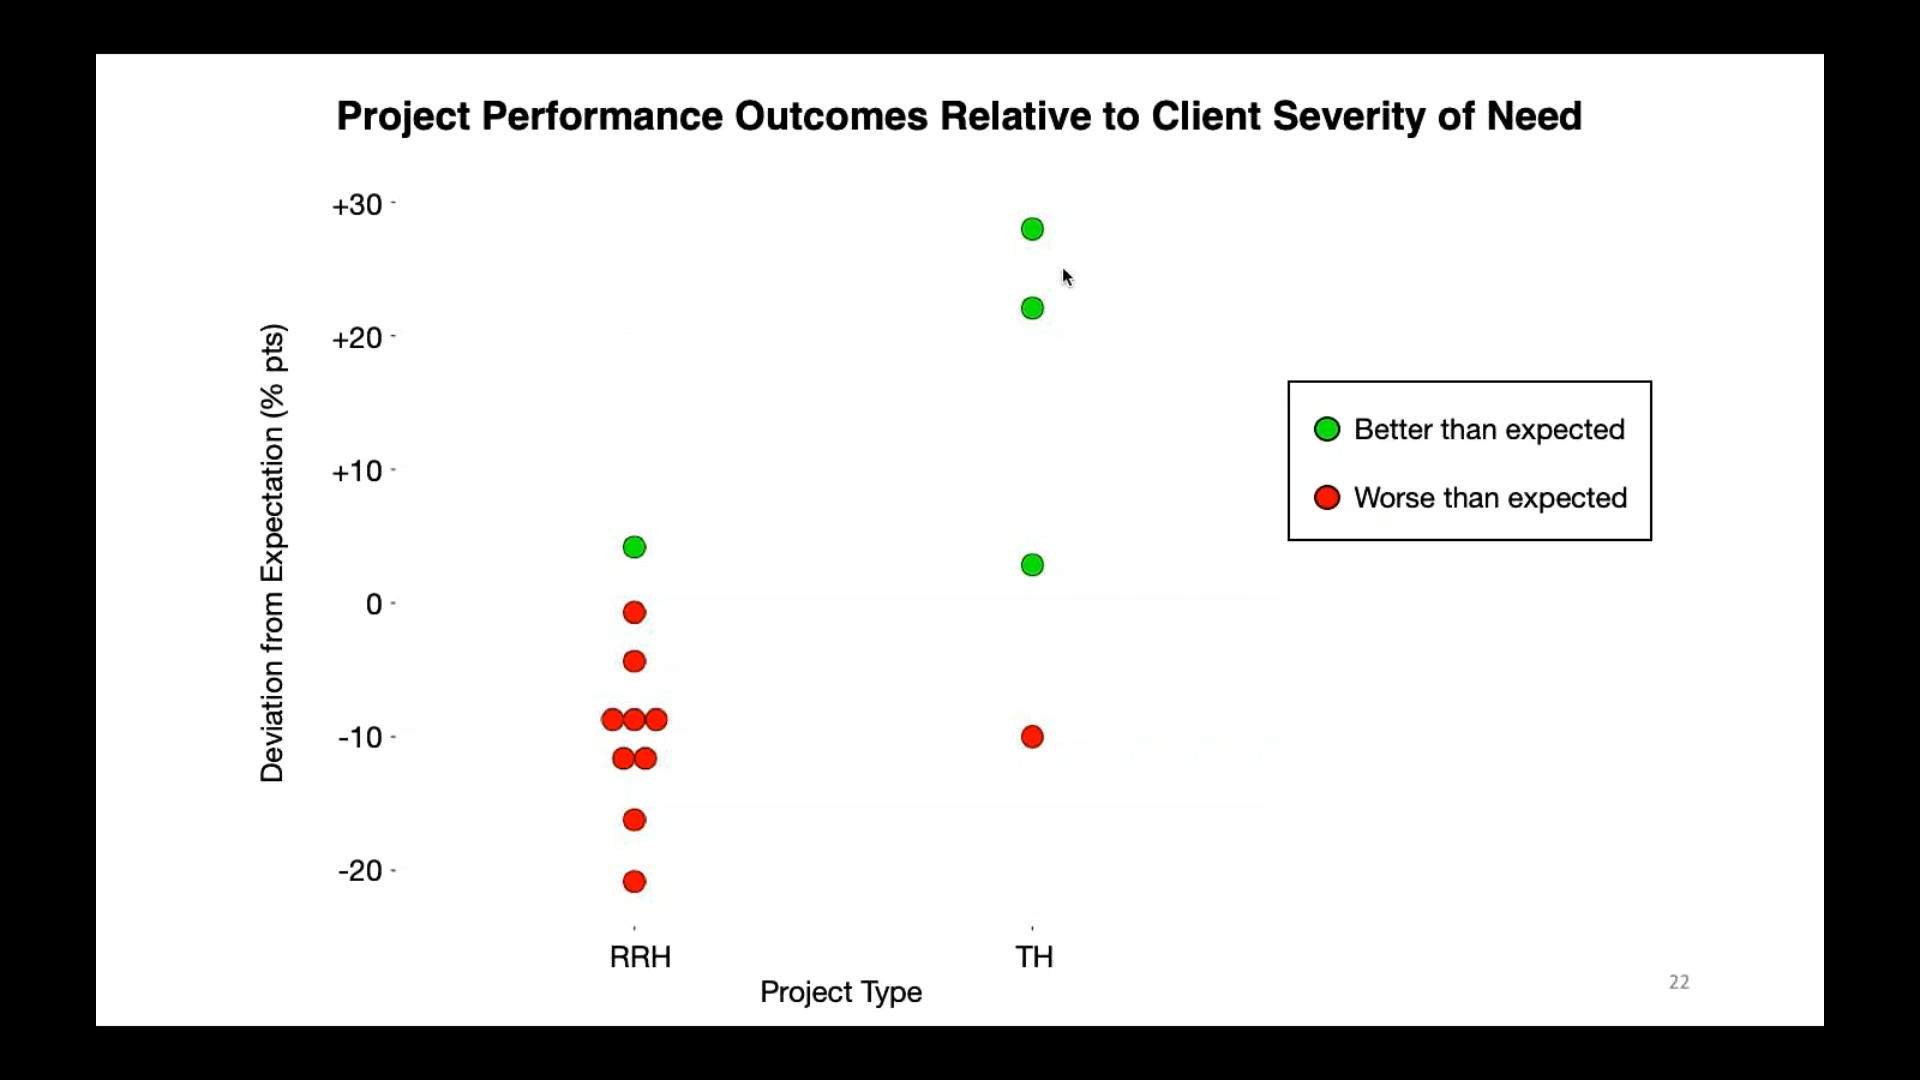 Project Performance Outcomes Relative to Client Severity of Need
Deviation from Expectation (% pts)
+30
+20
+10
0
-10
-20
Better than expected
Worse than expected
RRH
TH
Project Type
22